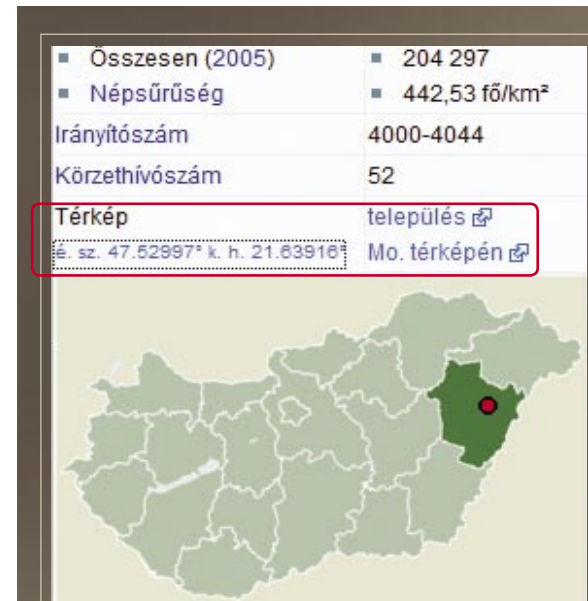 Összesen (2005) 204 297
Népsűrűség 442,53 fő/km²
Irányítószám 4000-4044
Körzethívószám 52
Térkép település
é. sz. 47.52997° k. h. 21.63916° Mo. térképén